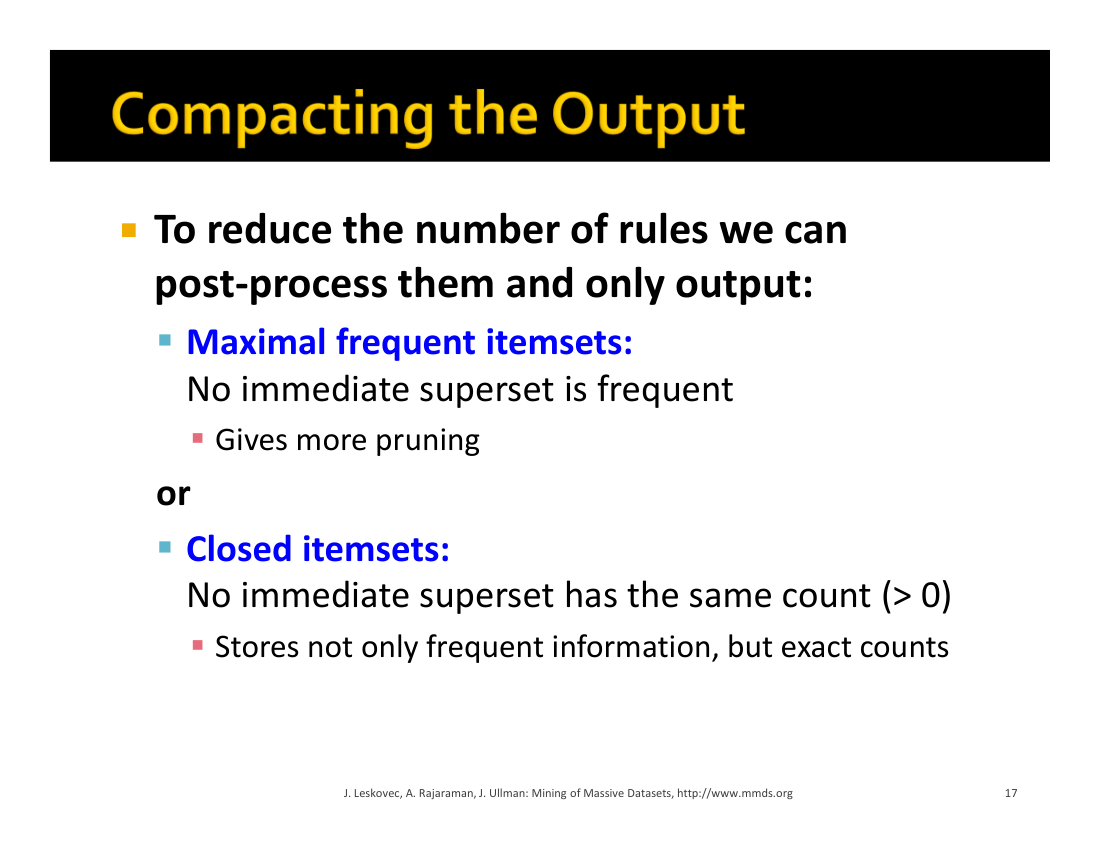 Compacting the Output
To reduce the number of rules we can
post-process them and only output:
Maximal frequent itemsets:
No immediate superset is frequent
Gives more pruning
or
Closed itemsets:
No immediate superset has the same count (> 0)
Stores not only frequent information, but exact counts
J. Leskovec, A. Rajaraman, J. Ullman: Mining of Massive Datasets, http://www.mmds.org
17